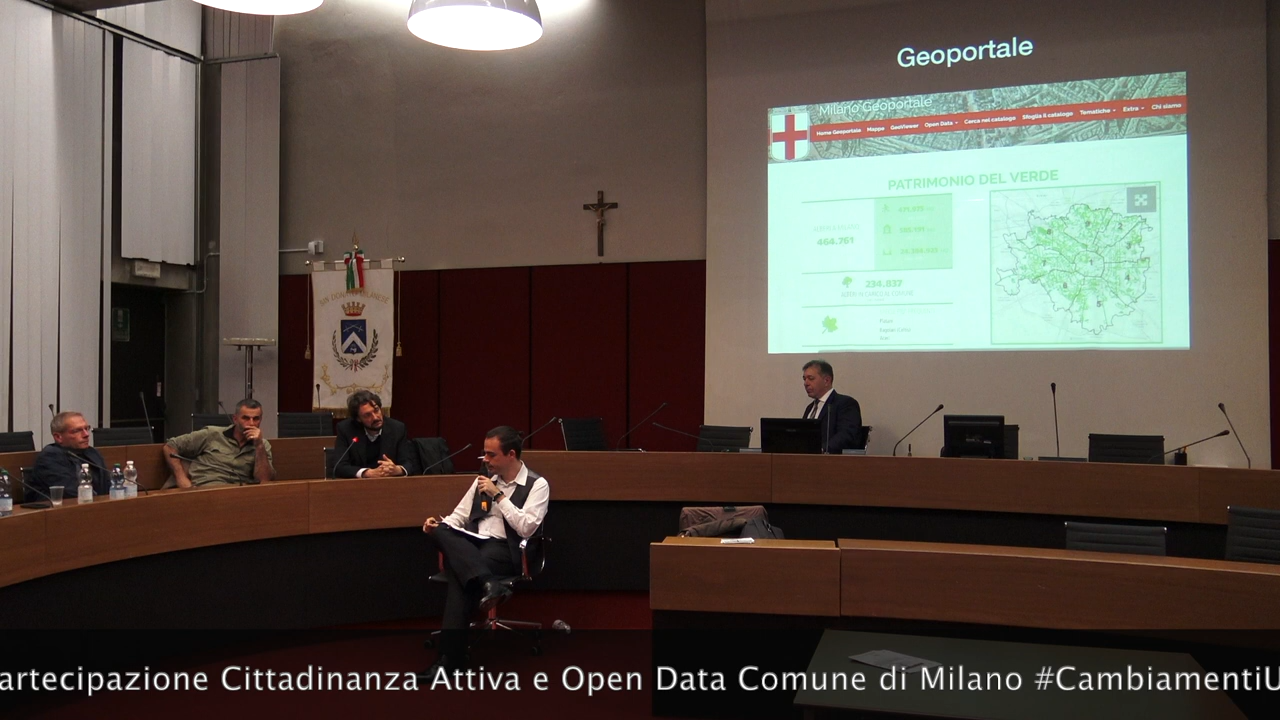 Geoportale
Milano Geoportale
Home Geoportale Mappe GeoViewer Open Data Cerca nel catalogo Sfoglia il catalogo Tematiche Extra Chi siamo
PATRIMONIO DEL VERDE
464.761
234.837
artecipazione Cittadinanza Attiva e Open Data Comune di Milano #CambiamentiU